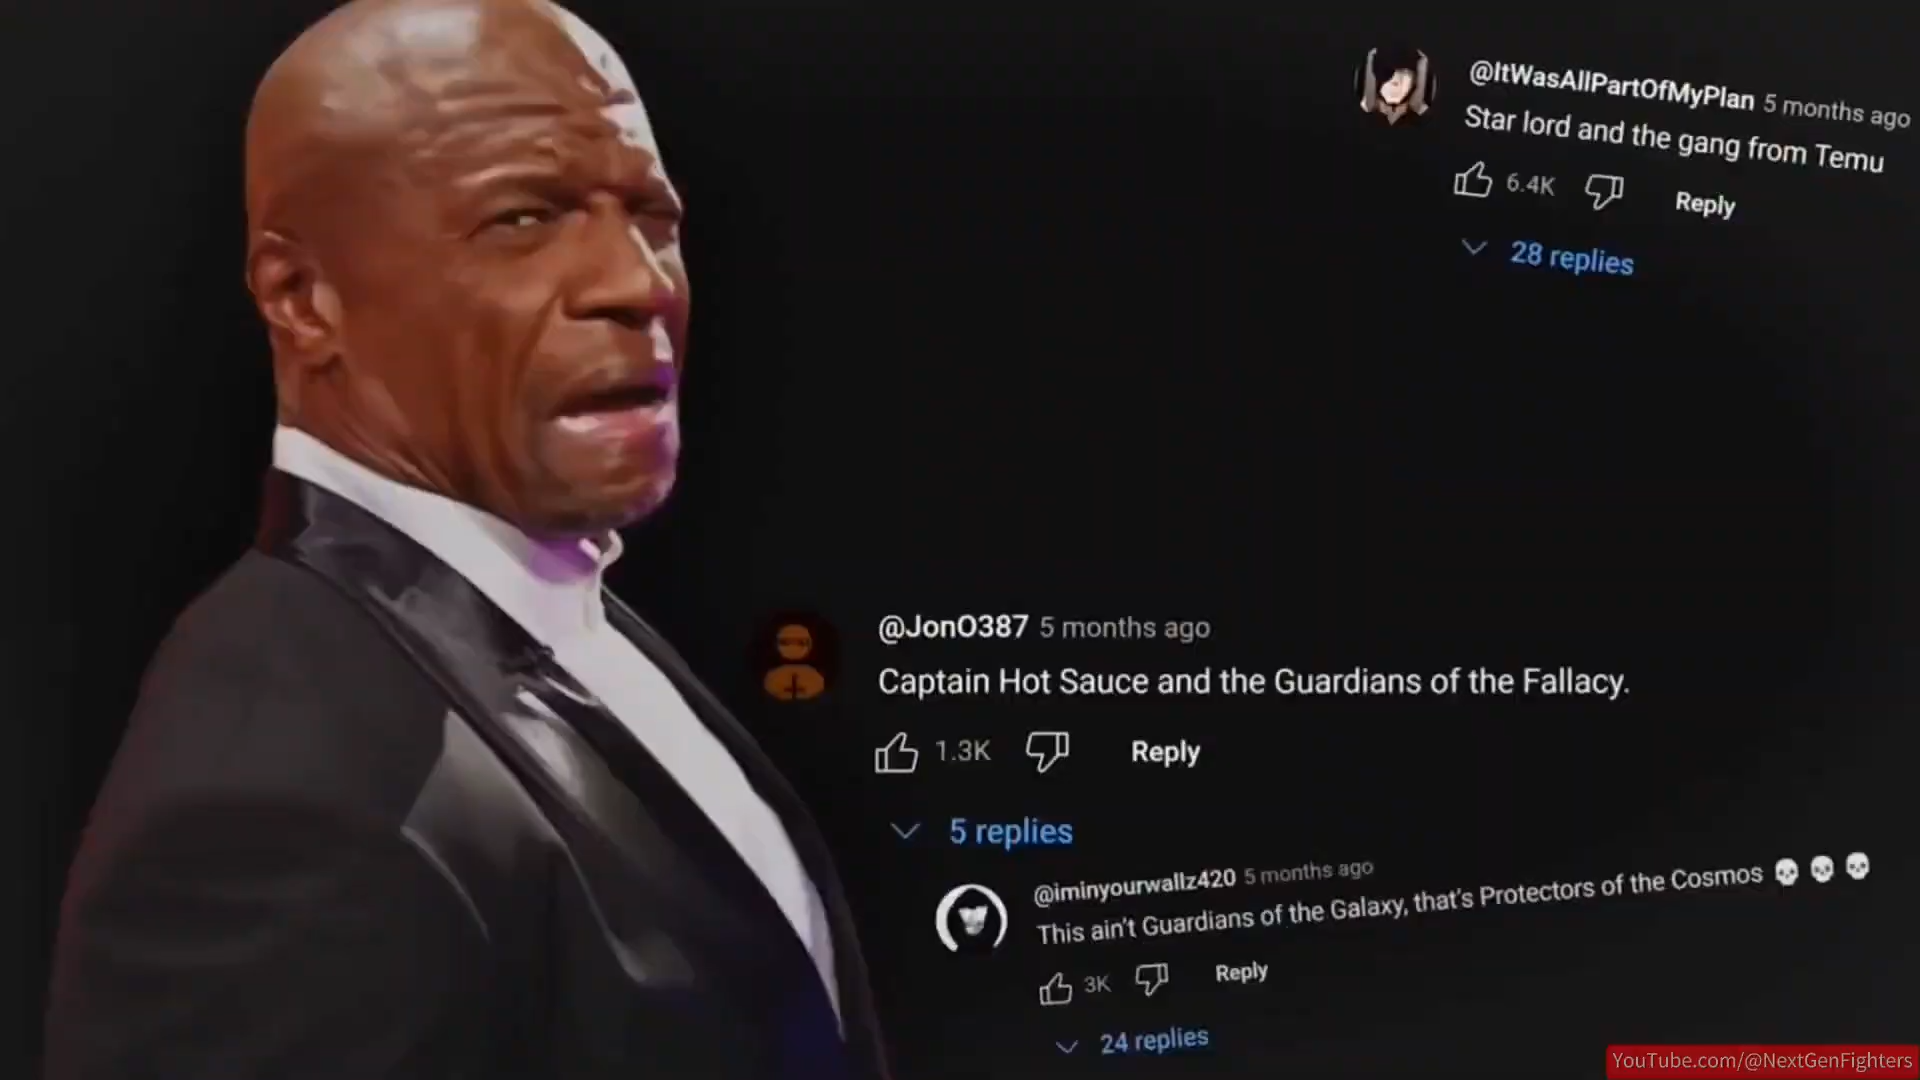 @ItWasAllPartOfMyPlan 5 months ago
Star lord and the gang from Temu
6.4K Reply
28 replies
@JonO387 5 months ago
Captain Hot Sauce and the Guardians of the Fallacy.
1.3K Reply
5 replies
@iminyourwallz420 5 months ago
This ain't Guardians of the Galaxy, that's Protectors of the Cosmos 💀 💀 💀
3K Reply
24 replies
YouTube.com/@NextGenFighters